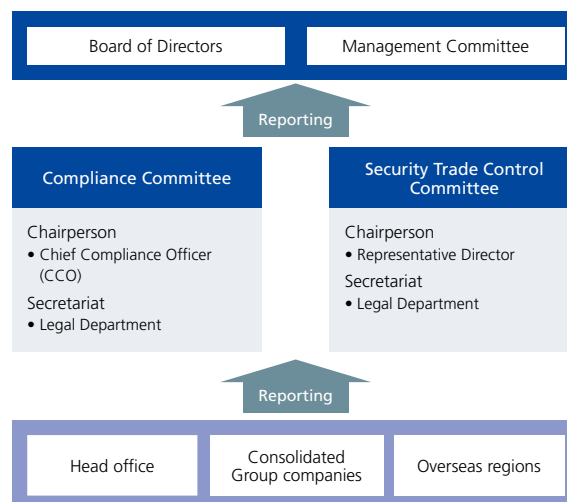 Board of Directors
Management Committee
Reporting
Compliance Committee
Chairperson
• Chief Compliance Officer
(CCO)
Secretariat
• Legal Department
Security Trade Control
Committee
Chairperson
• Representative Director
Secretariat
• Legal Department
Reporting
Head office
Consolidated
Group companies
Overseas regions